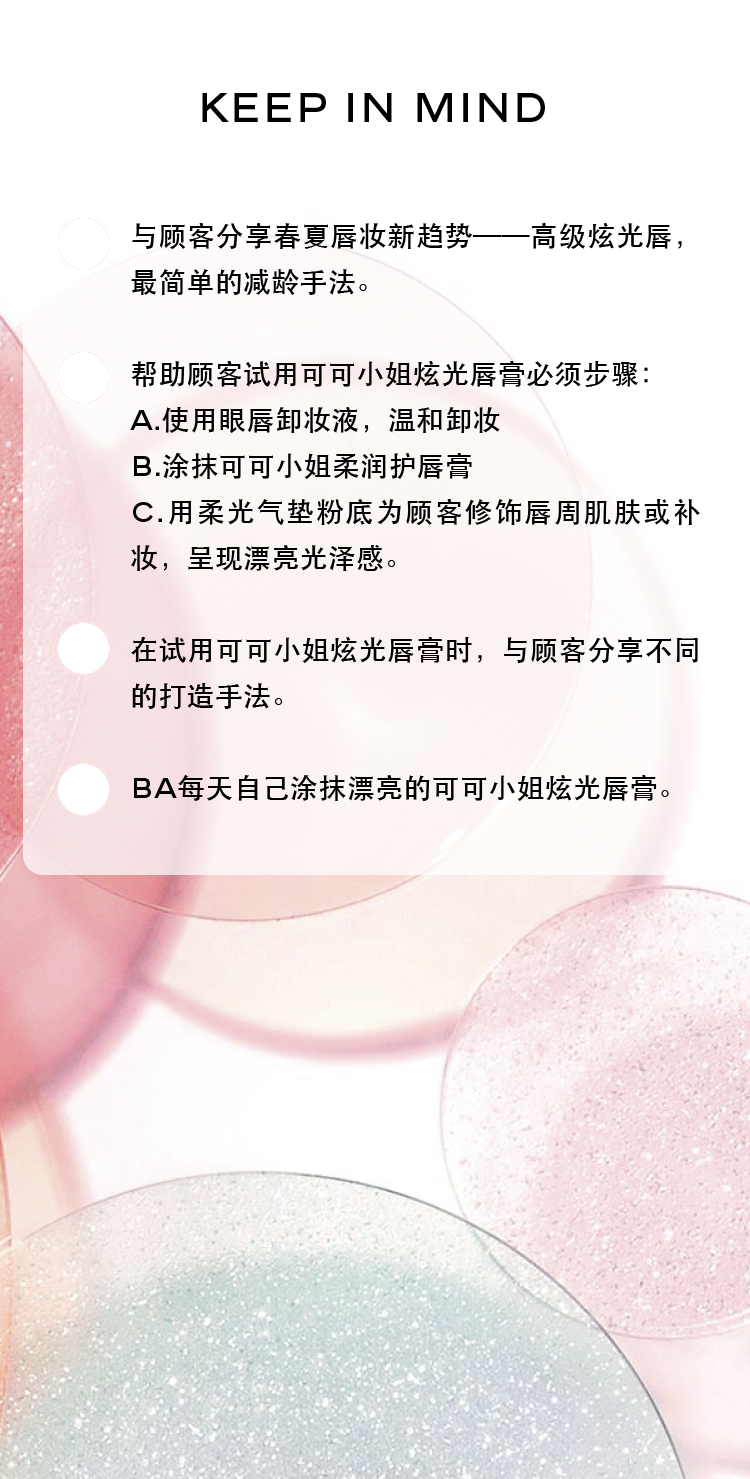 KEEP IN MIND
与顾客分享春夏唇妆新趋势——高级炫光唇，
最简单的减龄手法。
帮助顾客试用可可小姐炫光唇膏必须步骤：
A.使用眼唇卸妆液，温和卸妆
B.涂抹可可小姐柔润护唇膏
C.用柔光气垫粉底为顾客修饰唇周肌肤或补
妆，呈现漂亮光泽感。
在试用可可小姐炫光唇膏时，与顾客分享不同
的打造手法。
BA每天自己涂抹漂亮的可可小姐炫光唇膏。